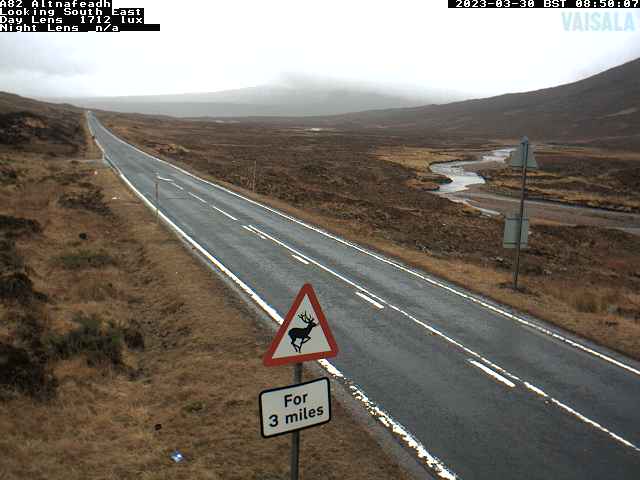 A82 Altnafeadh
Looking South East
Day Lens 1712 lux
Night Lens n/a
2023-03-30 BST 08:50:07
VAISALA
For
3 miles